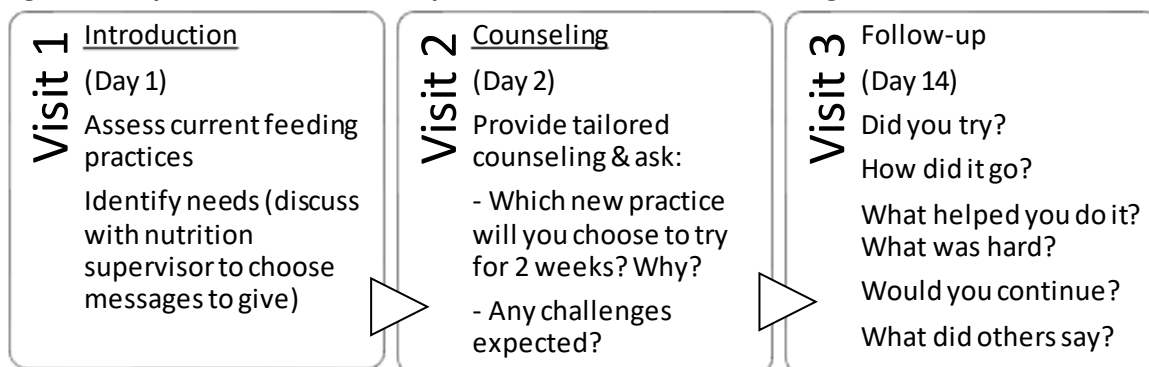 Visit 1
Introduction
(Day 1)
Assess current feeding
practices
Identify needs (discuss
with nutrition
supervisor to choose
messages to give)
Visit 2
Counseling
(Day 2)
Provide tailored
counseling & ask:
- Which new practice
will you choose to try
for 2 weeks? Why?
- Any challenges
expected?
Visit 3
Follow-up
(Day 14)
Did you try?
How did it go?
What helped you do it?
What was hard?
Would you continue?
What did others say?